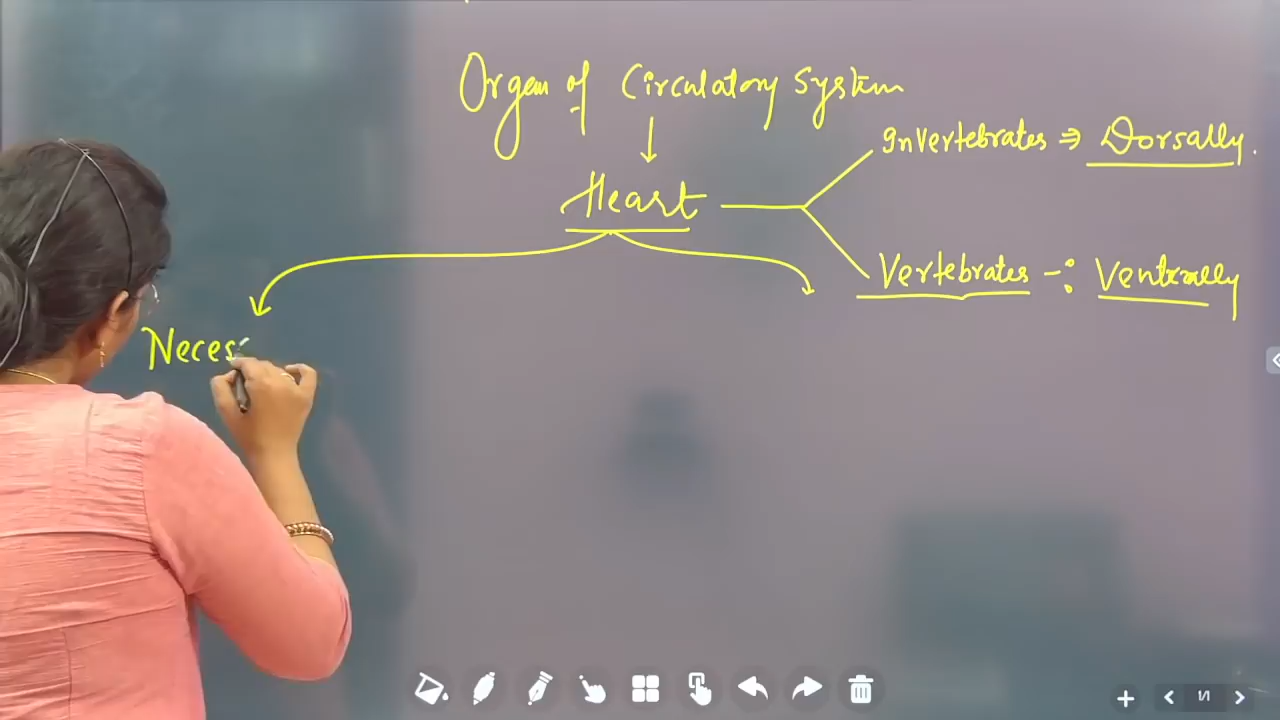 Organ of Circulatory System
Invertebrates ⇒ Dorsally.
Heart
Vertebrates -: Ventrally
Neces